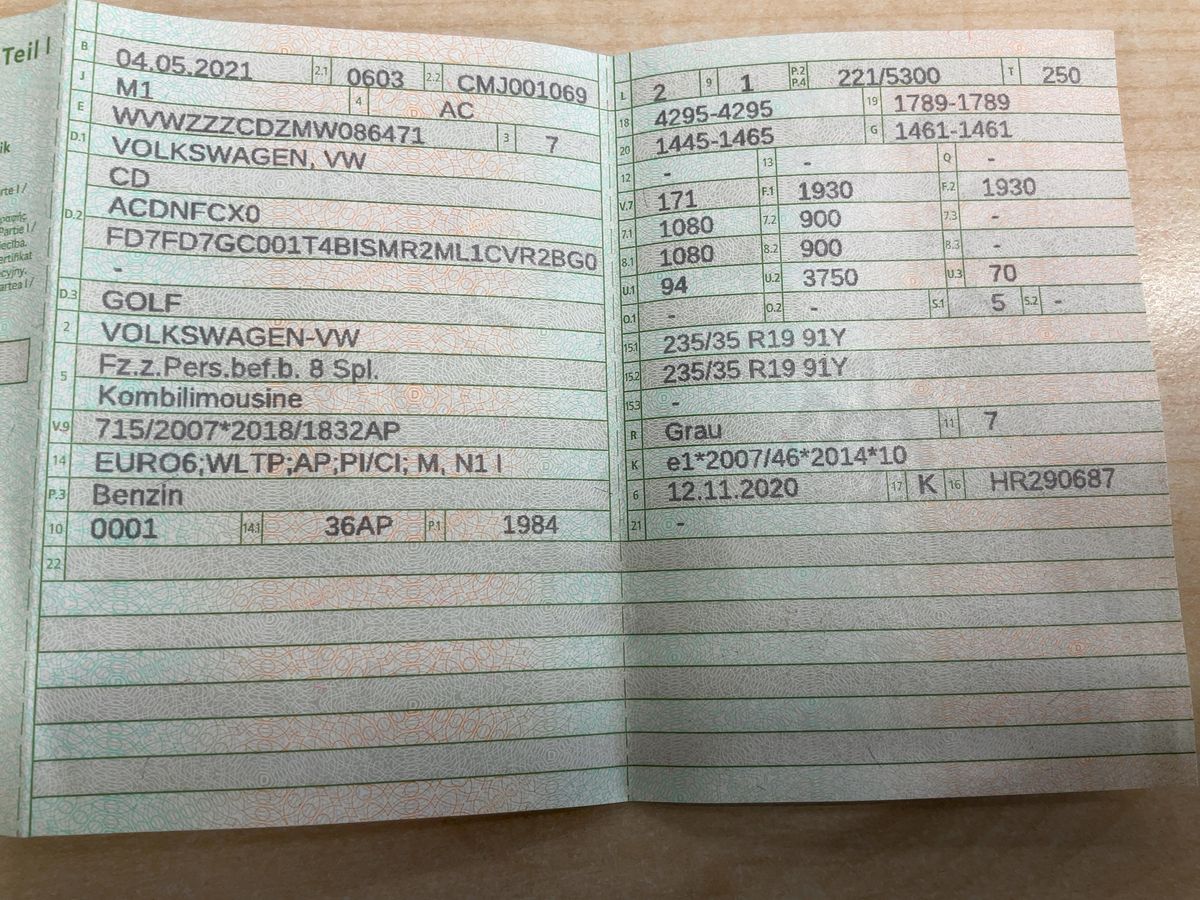 Teil I
B 04.05.2021 2.1 0603 2.2 CMJ001069
J M1 4 AC
E WVWZZZCDZMW086471 3 7
D.1 VOLKSWAGEN, VW
CD
D.2 ACDNFCX0
FD7FD7GC001T4BISMR2ML1CVR2BG0
-
D.3 GOLF
2 VOLKSWAGEN-VW
5 Fz.z.Pers.bef.b. 8 Spl.
Kombilimousine
V.9 715/2007*2018/1832AP
14 EURO6;WLTP;AP;PI/CI; M, N1 I
P.3 Benzin
10 0001 14.1 36AP P.1 1984
22
L 2 9 1 P.2 P.4 221/5300 T 250
18 4295-4295 19 1789-1789
20 1445-1465 G 1461-1461
12 - 13 - Q -
V.7 171 F.1 1930 F.2 1930
7.1 1080 7.2 900 7.3 -
8.1 1080 8.2 900 8.3 -
U.1 94 U.2 3750 U.3 70
O.1 - O.2 - S.1 5 S.2 -
15.1 235/35 R19 91Y
15.2 235/35 R19 91Y
15.3 -
R Grau 11 7
K e1*2007/46*2014*10
6 12.11.2020 17 K 16 HR290687
21 -